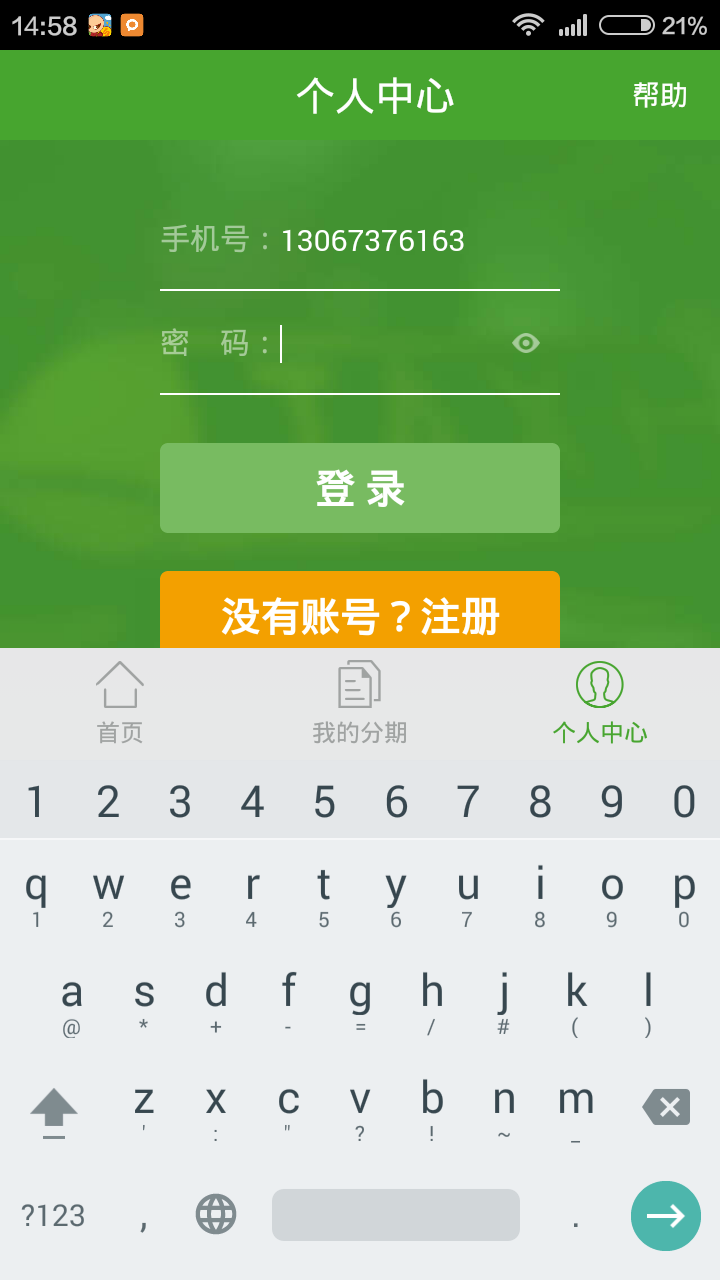 14:58 21%
个人中心 帮助
手机号：13067376163
密 码：
登录
没有账号？注册
首页 我的分期 个人中心
1 2 3 4 5 6 7 8 9 0
q w e r t y u i o p
1 2 3 4 5 6 7 8 9 0
a s d f g h j k l
@ * + - = / # ( )
z x c v b n m
' : " ? ! ~ _
?123 , .